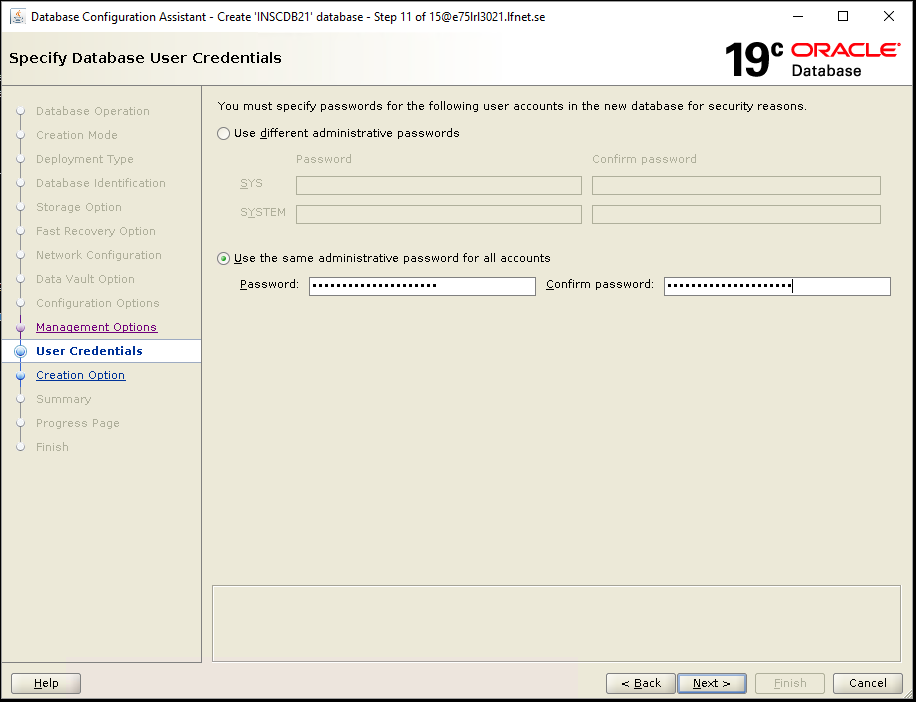 Database Configuration Assistant - Create 'INSCDB21' database - Step 11 of 15@e75lrl3021.lfnet.se
Specify Database User Credentials
19c ORACLE
Database
Database Operation
Creation Mode
Deployment Type
Database Identification
Storage Option
Fast Recovery Option
Network Configuration
Data Vault Option
Configuration Options
Management Options
User Credentials
Creation Option
Summary
Progress Page
Finish
You must specify passwords for the following user accounts in the new database for security reasons.
Use different administrative passwords
Password Confirm password
SYS
SYSTEM
Use the same administrative password for all accounts
Password: Confirm password:
Help < Back Next > Finish Cancel